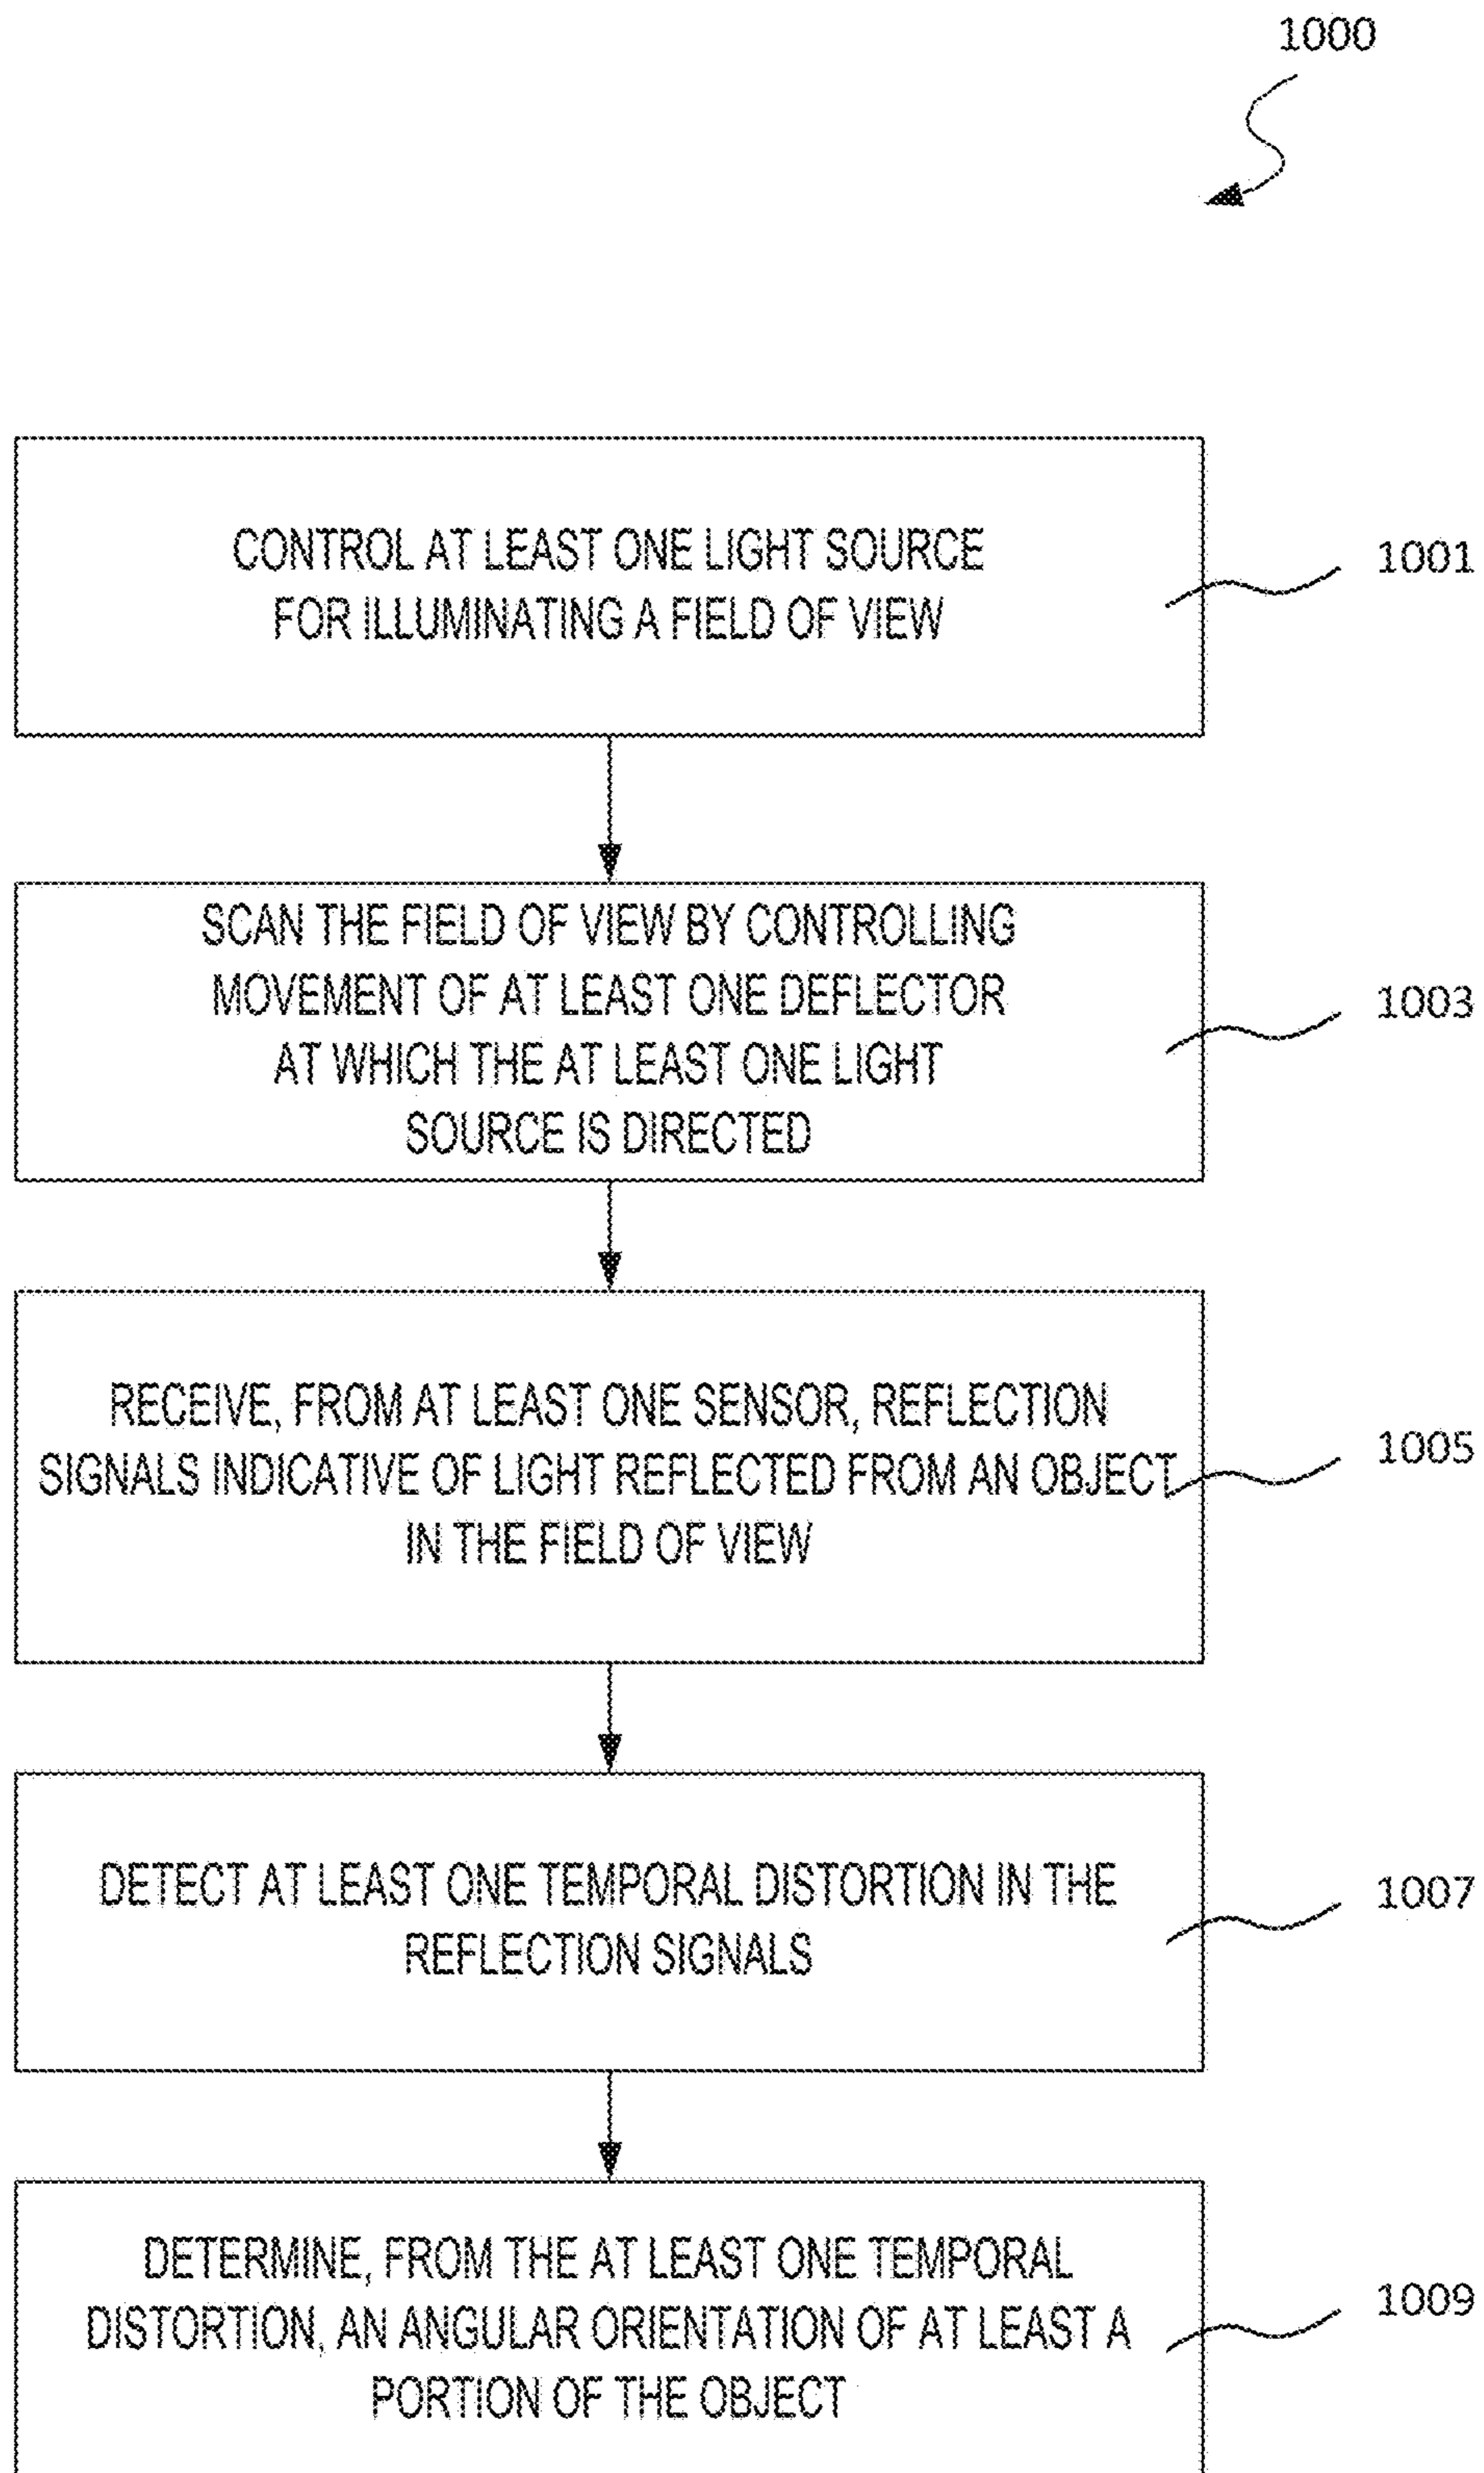 1000
CONTROL AT LEAST ONE LIGHT SOURCE
FOR ILLUMINATING A FIELD OF VIEW
1001
SCAN THE FIELD OF VIEW BY CONTROLLING
MOVEMENT OF AT LEAST ONE DEFLECTOR
AT WHICH THE AT LEAST ONE LIGHT
SOURCE IS DIRECTED
1003
RECEIVE, FROM AT LEAST ONE SENSOR, REFLECTION
SIGNALS INDICATIVE OF LIGHT REFLECTED FROM AN OBJECT
IN THE FIELD OF VIEW
1005
DETECT AT LEAST ONE TEMPORAL DISTORTION IN THE
REFLECTION SIGNALS
1007
DETERMINE, FROM THE AT LEAST ONE TEMPORAL
DISTORTION, AN ANGULAR ORIENTATION OF AT LEAST A
PORTION OF THE OBJECT
1009